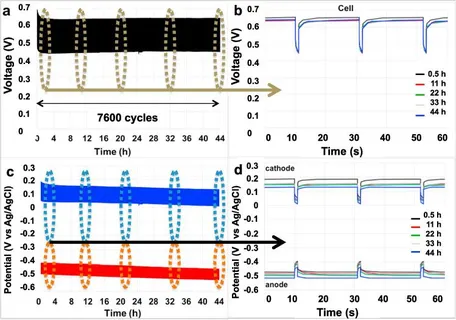 a
0.7
0.6
0.5
0.4
0.3
0.2
0.1
0
Voltage (V)
7600 cycles
0 4 8 12 16 20 24 28 32 36 40 44
Time (h)
b
0.7
0.6
0.5
0.4
0.3
0.2
0.1
0
Voltage (V)
Cell
0.5 h
11 h
22 h
33 h
44 h
0 10 20 30 40 50 60
Time (s)
c
0.3
0.2
0.1
0
-0.1
-0.2
-0.3
-0.4
-0.5
-0.6
Potential (V vs Ag/AgCl)
0 4 8 12 16 20 24 28 32 36 40 44
Time (h)
d
0.3
0.2
0.1
0
-0.1
-0.2
-0.3
-0.4
-0.5
-0.6
Potential (V vs Ag/AgCl)
cathode
0.5 h
11 h
22 h
33 h
44 h
anode
0 10 20 30 40 50 60
Time (s)